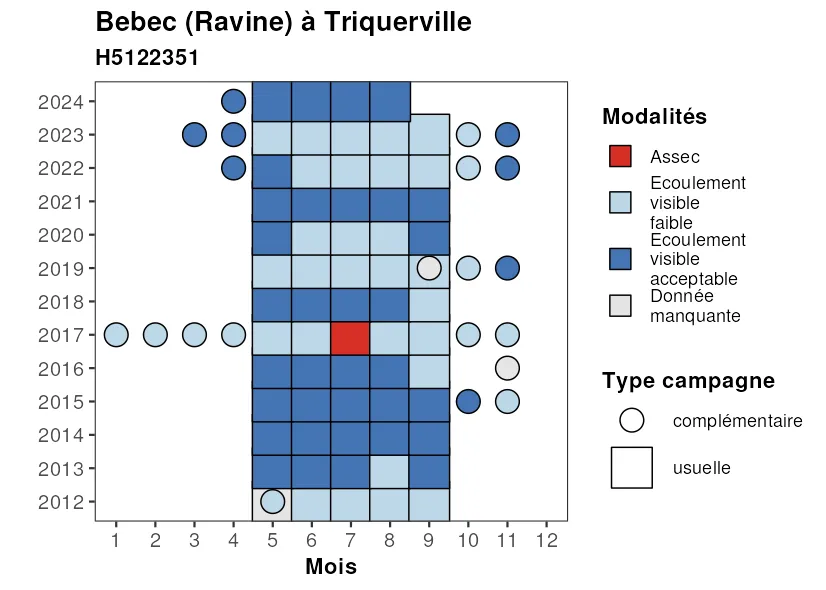 Bebec (Ravine) à Triquerville
H5122351
2024
2023
2022
2021
2020
2019
2018
2017
2016
2015
2014
2013
2012
1 2 3 4 5 6 7 8 9 10 11 12
Mois
Modalités
Assec
Ecoulement
visible
faible
Ecoulement
visible
acceptable
Donnée
manquante
Type campagne
complémentaire
usuelle